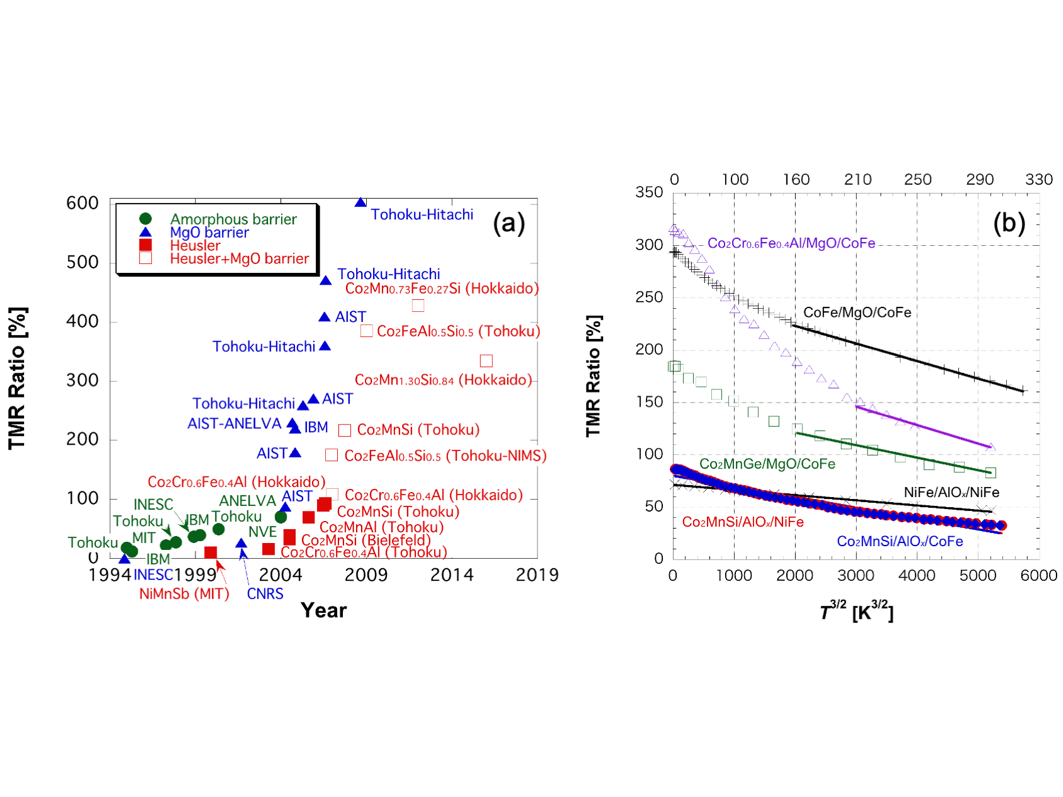 TMR Ratio [%]
600
500
400
300
200
100
0
1994
1999
2004
2009
2014
2019
Year
(a)
Amorphous barrier
MgO barrier
Heusler
Heusler+MgO barrier
Tohoku-Hitachi
Tohoku-Hitachi
Co2Mn0.73Fe0.27Si (Hokkaido)
AIST
Co2FeAl0.5Si0.5 (Tohoku)
Tohoku-Hitachi
Co2Mn1.30Si0.84 (Hokkaido)
Tohoku-Hitachi
AIST
AIST-ANELVA
IBM
Co2MnSi (Tohoku)
AIST
Co2FeAl0.5Si0.5 (Tohoku-NIMS)
Co2Cr0.6Fe0.4Al (Hokkaido)
INESC
ANELVA
AIST
Co2Cr0.6Fe0.4Al (Hokkaido)
Tohoku
IBM
Tohoku
Co2MnSi (Tohoku)
Tohoku
MIT
NVE
Co2MnAl (Tohoku)
Co2MnSi (Bielefeld)
IBM
Co2Cr0.6Fe0.4Al (Tohoku)
INESC
NiMnSb (MIT)
CNRS
0
100
160
210
250
290
330
(b)
TMR Ratio [%]
350
300
250
200
150
100
50
0
Co2Cr0.6Fe0.4Al/MgO/CoFe
CoFe/MgO/CoFe
Co2MnGe/MgO/CoFe
NiFe/AlOx/NiFe
Co2MnSi/AlOx/NiFe
Co2MnSi/AlOx/CoFe
0
1000
2000
3000
4000
5000
6000
T3/2 [K3/2]